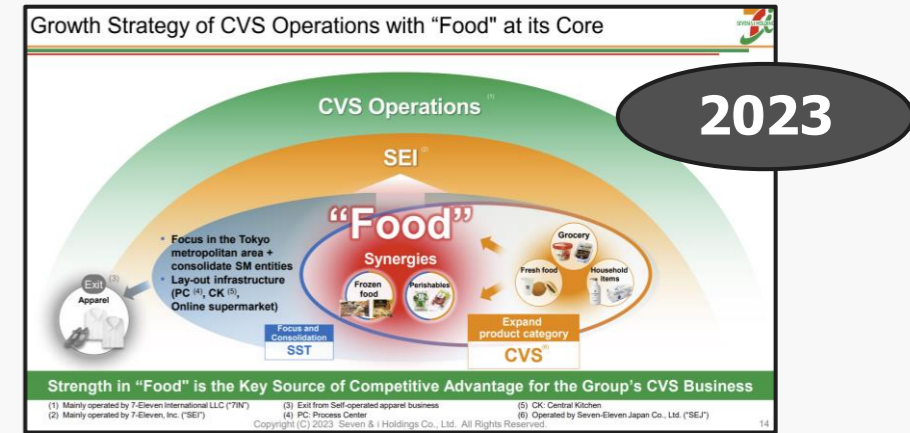 Growth Strategy of CVS Operations with “Food" at its Core
SEVEN & i HOLDINGS
2023
CVS Operations (1)
SEI (2)
“Food”
Synergies
Frozen
food
Perishables
• Focus in the Tokyo
metropolitan area +
consolidate SM entities
• Lay-out infrastructure
(PC (4), CK (5),
Online supermarket)
Exit (3)
Apparel
Focus and
Consolidation
SST
Grocery
Fresh food
Household
items
Expand
product category
CVS (6)
Strength in “Food" is the Key Source of Competitive Advantage for the Group’s CVS Business
(1) Mainly operated by 7-Eleven International LLC (“7IN”)
(2) Mainly operated by 7-Eleven, Inc. (“SEI”)
(3) Exit from Self-operated apparel business
(4) PC: Process Center
(5) CK: Central Kitchen
(6) Operated by Seven-Eleven Japan Co., Ltd. (“SEJ”)
Copyright (C) 2023 Seven & i Holdings Co., Ltd. All Rights Reserved.
14